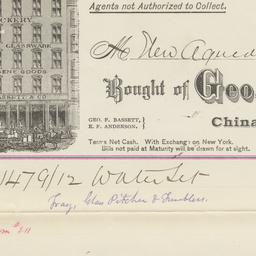 Agents not Authorized to Collect.
CKERY
GLASSWARE
ENE GOODS.
M New Aqued
Bought of Geo
GEO. F. BASSETT,
E. F. ANDERSON,
China
Terms Net Cash. With Exchange on New York.
Bills not paid at Maturity will be drawn for at sight.
1479/12 Water Set
Tray, Glass Pitcher & Tumblers.